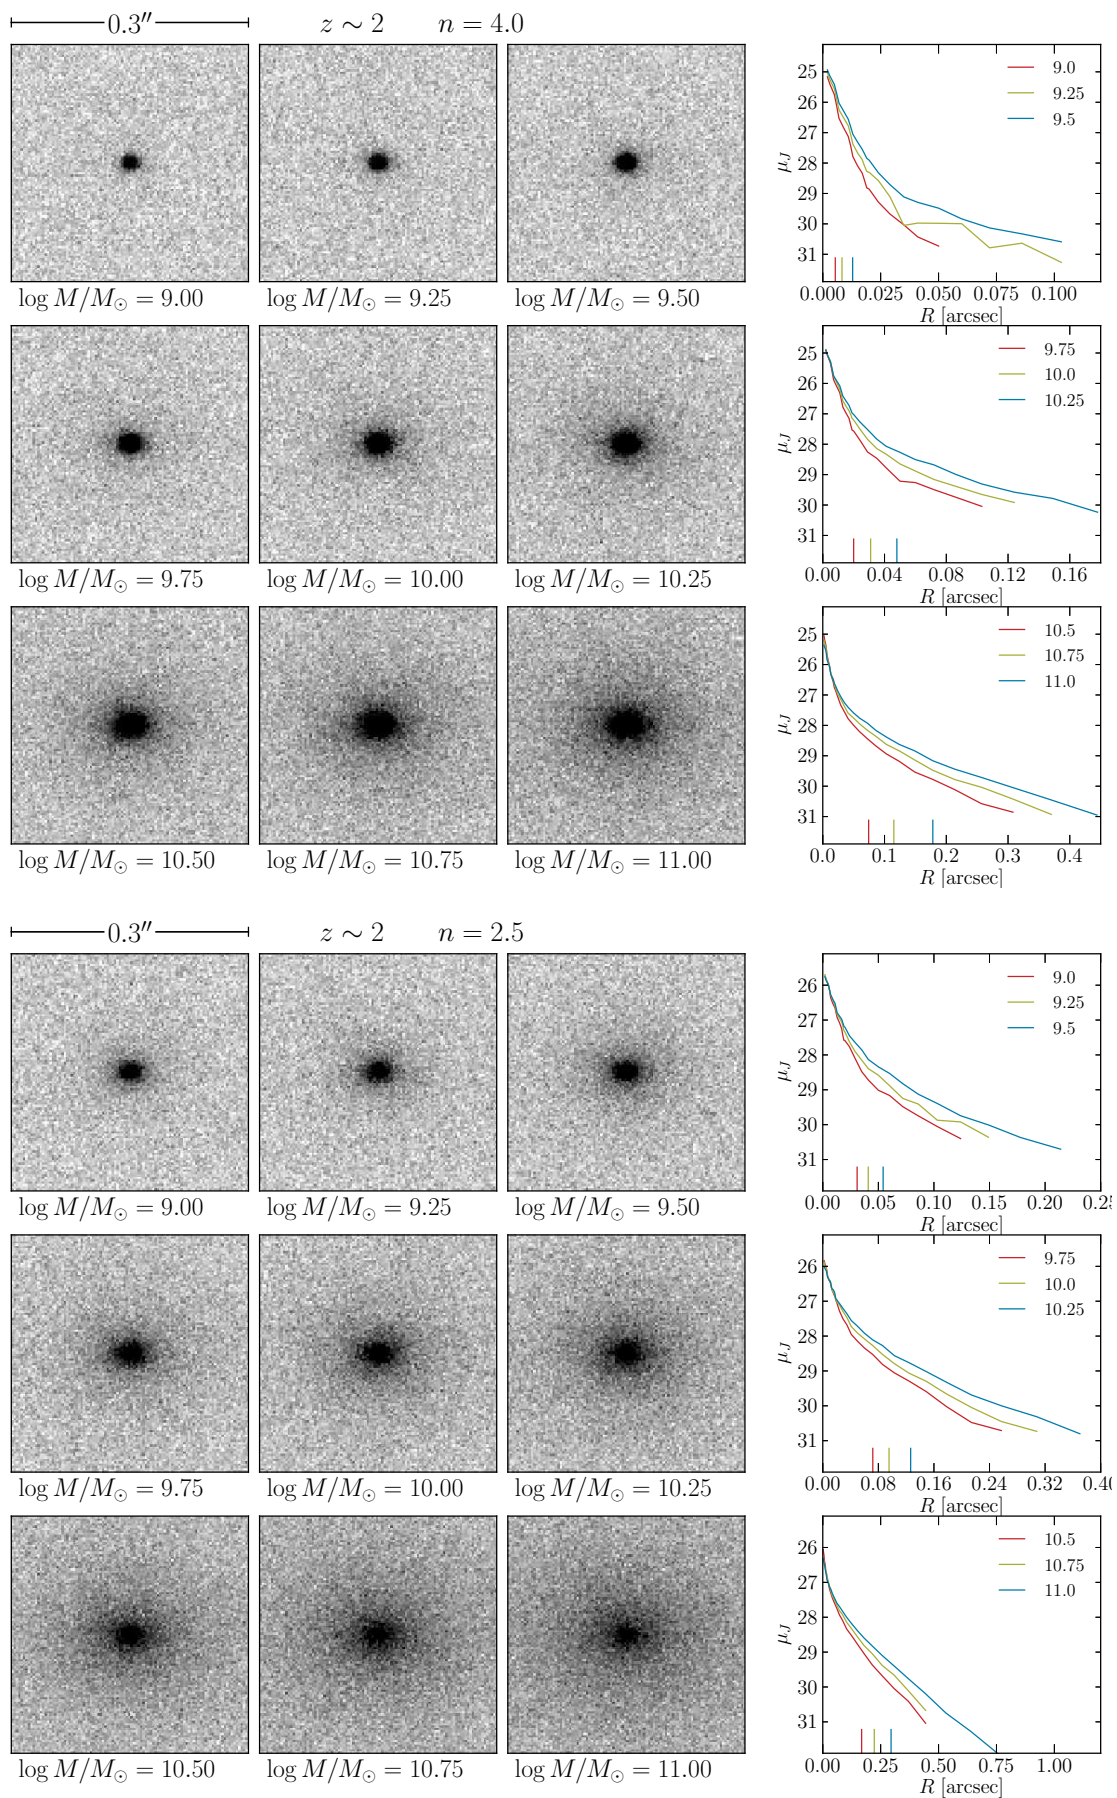 0.3″ z ∼ 2 n = 4.0
log M/M⊙ = 9.00 log M/M⊙ = 9.25 log M/M⊙ = 9.50
9.0
9.25
9.5
25
26
27
28
29
30
31
μJ
0.000 0.025 0.050 0.075 0.100
R [arcsec]
log M/M⊙ = 9.75 log M/M⊙ = 10.00 log M/M⊙ = 10.25
9.75
10.0
10.25
25
26
27
28
29
30
31
μJ
0.00 0.04 0.08 0.12 0.16
R [arcsec]
log M/M⊙ = 10.50 log M/M⊙ = 10.75 log M/M⊙ = 11.00
10.5
10.75
11.0
25
26
27
28
29
30
31
μJ
0.0 0.1 0.2 0.3 0.4
R [arcsec]
0.3″ z ∼ 2 n = 2.5
log M/M⊙ = 9.00 log M/M⊙ = 9.25 log M/M⊙ = 9.50
9.0
9.25
9.5
26
27
28
29
30
31
μJ
0.00 0.05 0.10 0.15 0.20 0.25
R [arcsec]
log M/M⊙ = 9.75 log M/M⊙ = 10.00 log M/M⊙ = 10.25
9.75
10.0
10.25
26
27
28
29
30
31
μJ
0.00 0.08 0.16 0.24 0.32 0.40
R [arcsec]
log M/M⊙ = 10.50 log M/M⊙ = 10.75 log M/M⊙ = 11.00
10.5
10.75
11.0
26
27
28
29
30
31
μJ
0.00 0.25 0.50 0.75 1.00
R [arcsec]